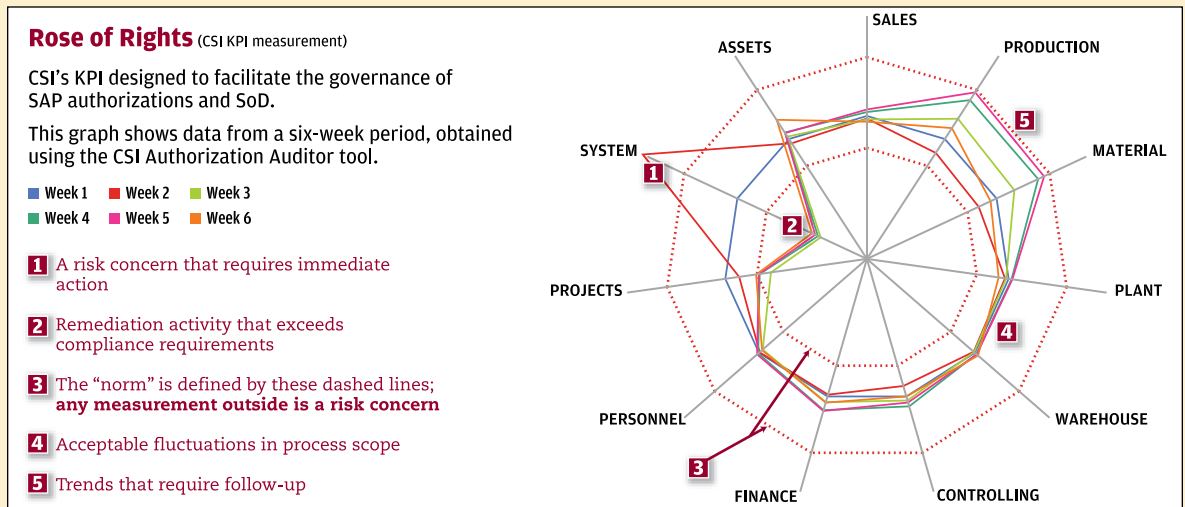 Rose of Rights (CSI KPI measurement)
CSI's KPI designed to facilitate the governance of
SAP authorizations and SoD.
This graph shows data from a six-week period, obtained
using the CSI Authorization Auditor tool.
Week 1 Week 2 Week 3
Week 4 Week 5 Week 6
1 A risk concern that requires immediate
action
2 Remediation activity that exceeds
compliance requirements
3 The “norm” is defined by these dashed lines;
any measurement outside is a risk concern
4 Acceptable fluctuations in process scope
5 Trends that require follow-up
SALES
ASSETS
PRODUCTION
SYSTEM
MATERIAL
PROJECTS
PLANT
PERSONNEL
WAREHOUSE
FINANCE
CONTROLLING
1
2
3
4
5